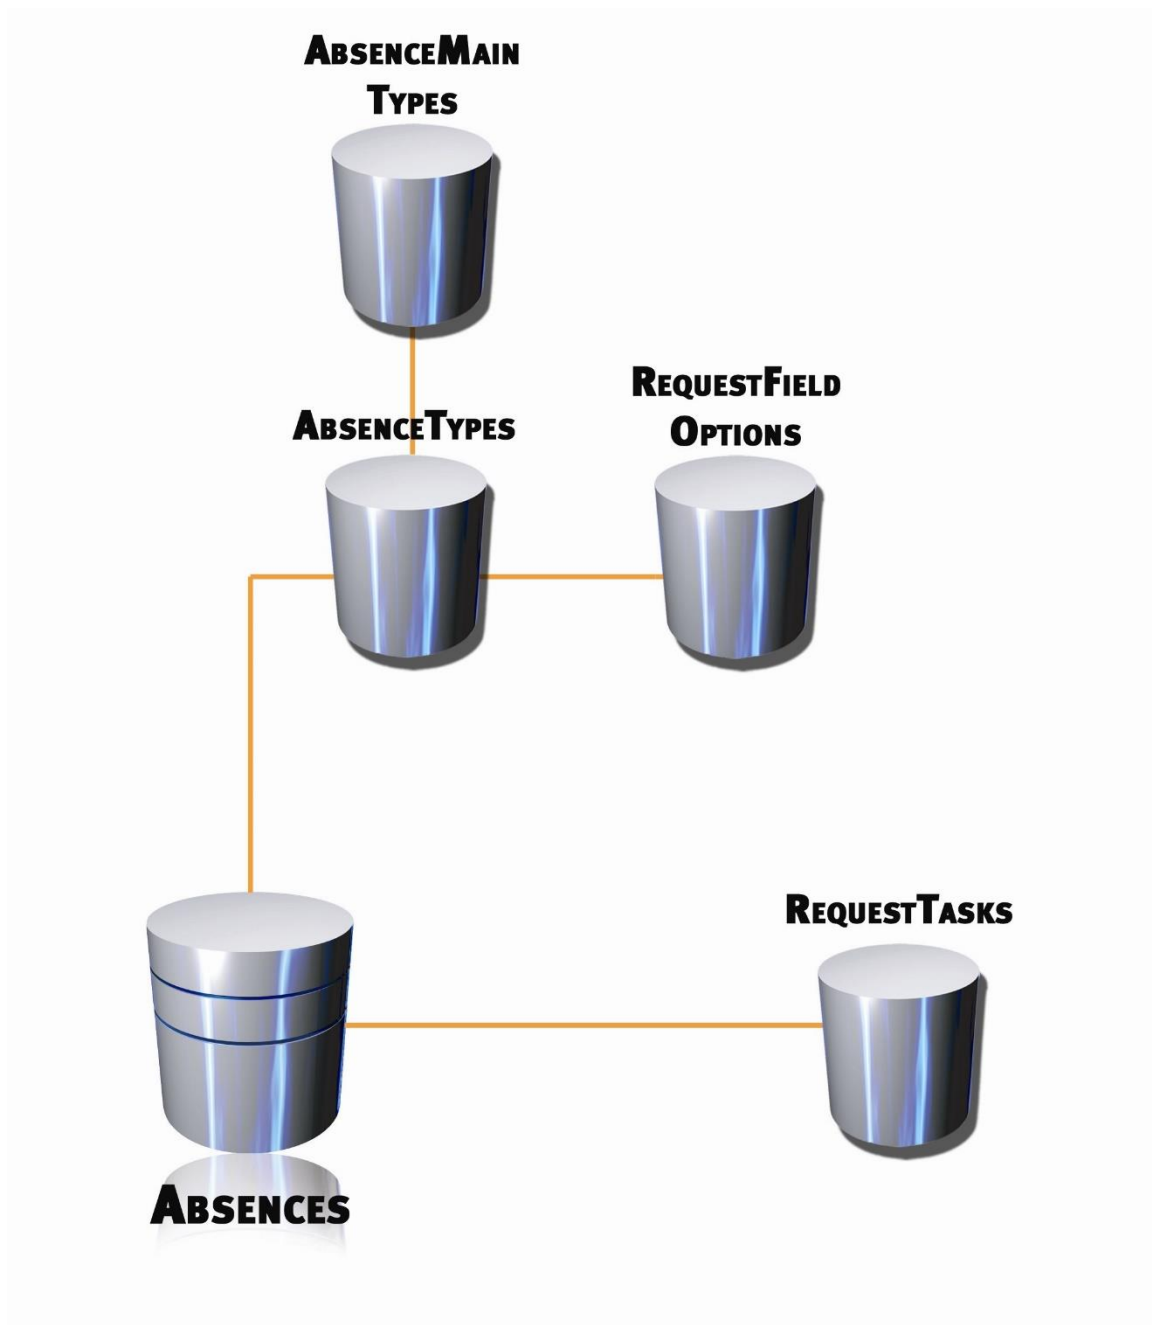 AbsenceMain
Types
RequestField
Options
AbsenceTypes
RequestTasks
Absences